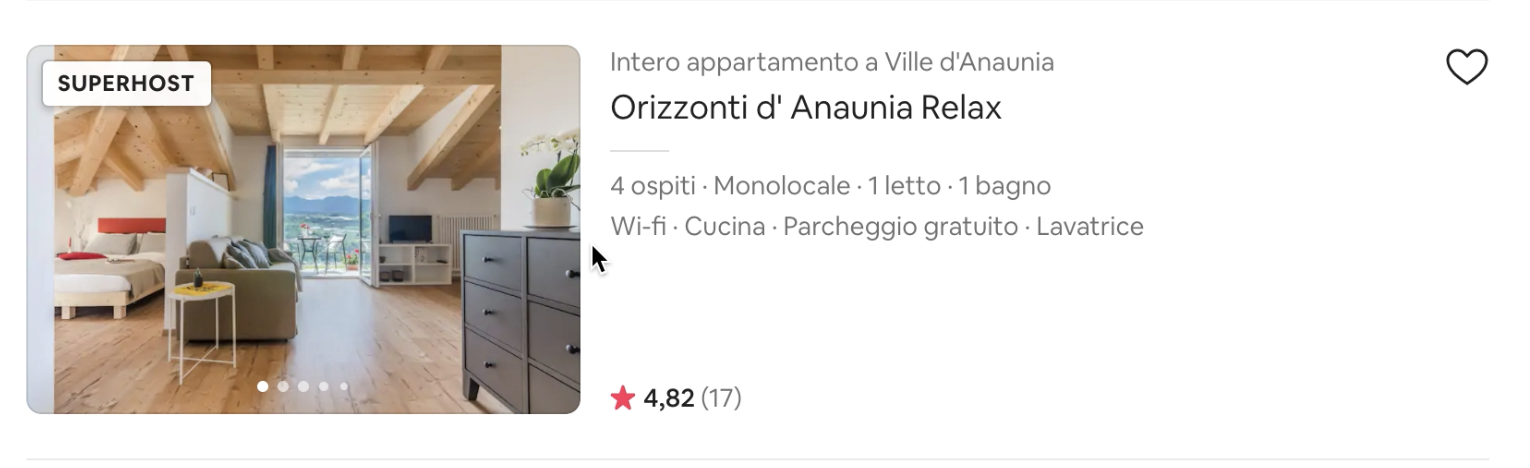 SUPERHOST
Intero appartamento a Ville d'Anaunia
Orizzonti d' Anaunia Relax
4 ospiti · Monolocale · 1 letto · 1 bagno
Wi-fi · Cucina · Parcheggio gratuito · Lavatrice
4,82 (17)